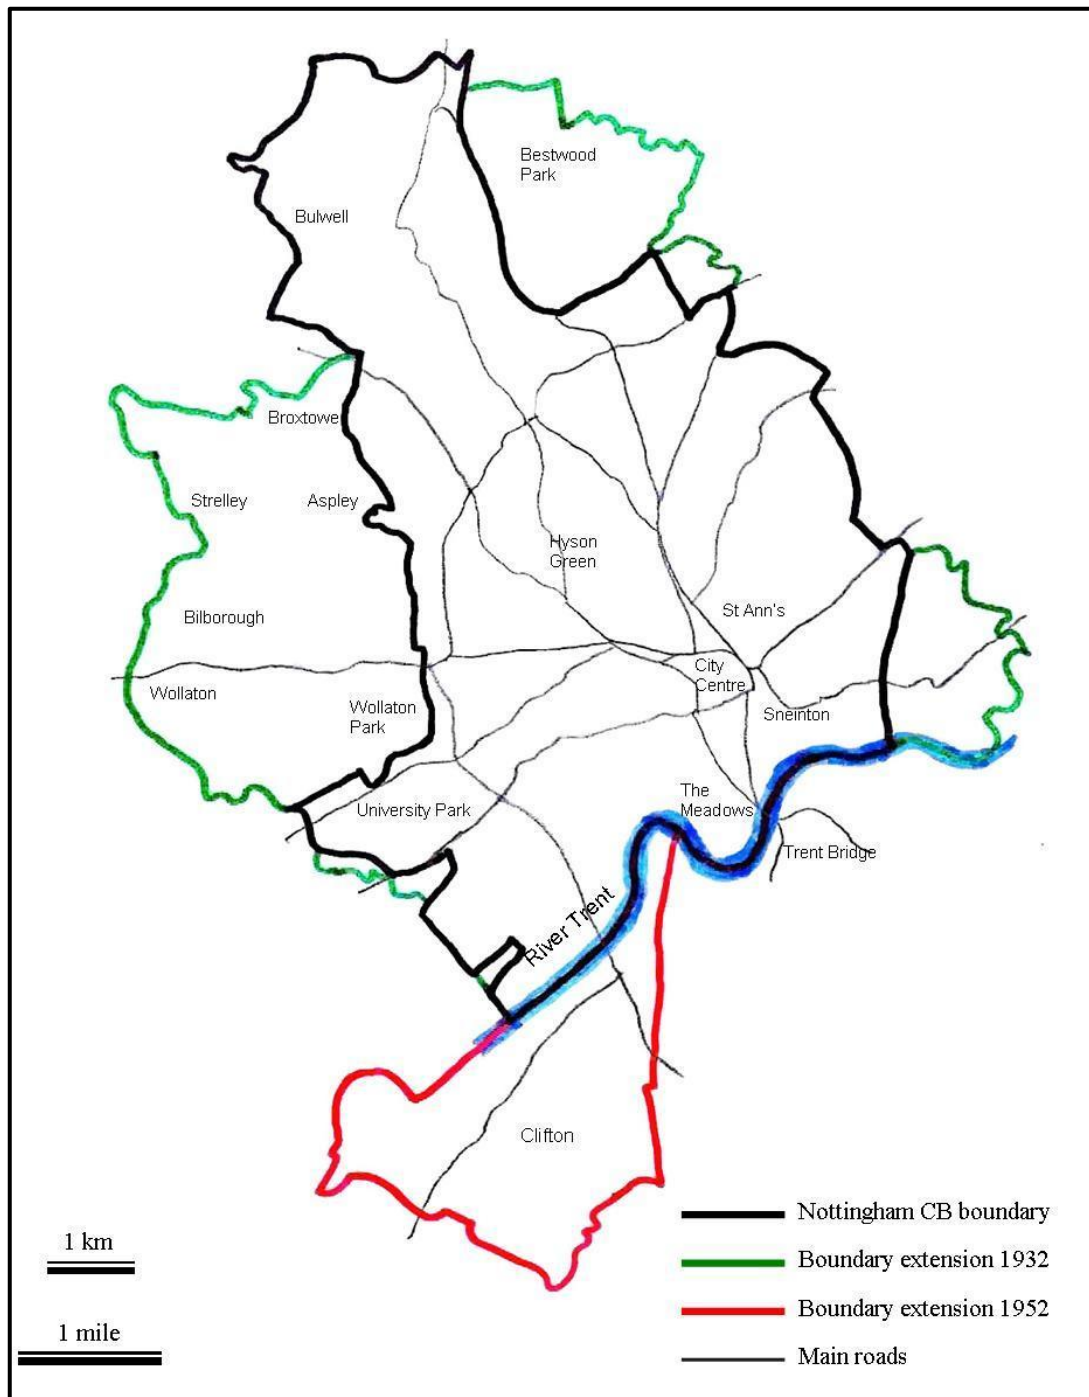 Bestwood
Park
Bulwell
Broxtowe
Strelley
Aspley
Hyson
Green
Bilborough
St Ann's
Wollaton
Wollaton
Park
City
Centre
Sneinton
University Park
The
Meadows
Trent Bridge
River Trent
Clifton
Nottingham CB boundary
Boundary extension 1932
Boundary extension 1952
Main roads
1 km
1 mile